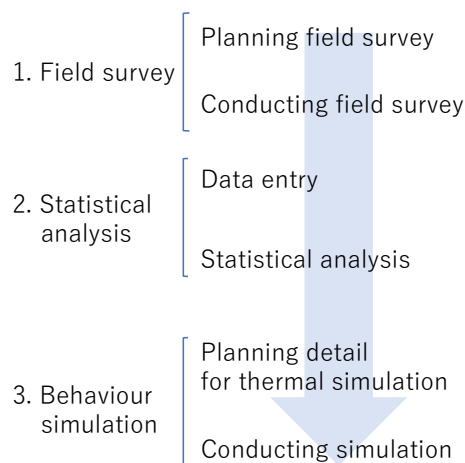 1. Field survey
Planning field survey
Conducting field survey
2. Statistical
analysis
Data entry
Statistical analysis
3. Behaviour
simulation
Planning detail
for thermal simulation
Conducting simulation